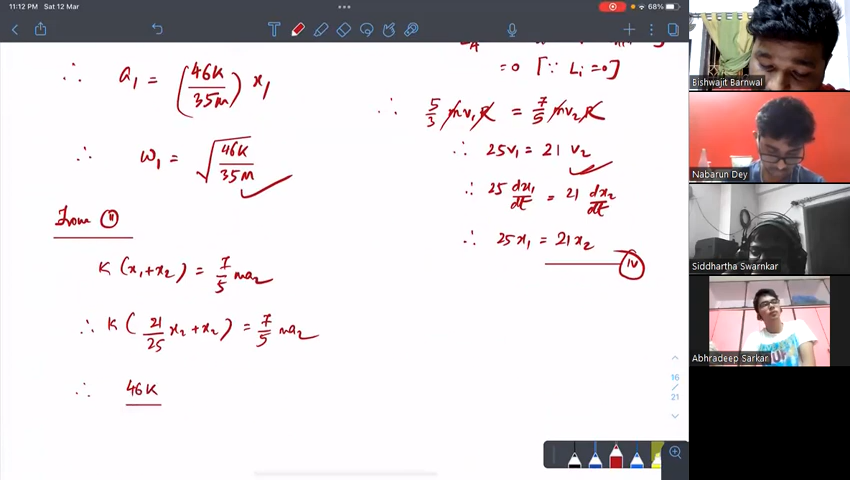 11:12 PM Sat 12 Mar
68%
∴ a₁ = (46K/35m) x₁
∴ ω₁ = √(46K/35m)
From (II)
K(x₁+x₂) = 7/5 ma₂
∴ K(21/25 x₂+x₂) = 7/5 ma₂
∴ 46K
=0 [∵ Li=0]
∴ 5/3 mv₁R = 7/5 mv₂R
∴ 25v₁ = 21v₂
∴ 25 dx₁/dt = 21 dx₂/dt
∴ 25x₁ = 21x₂
(IV)
16
/
21
Bishwajit Barnwal
Nabarun Dey
Siddhartha Swarnkar
Abhradeep Sarkar